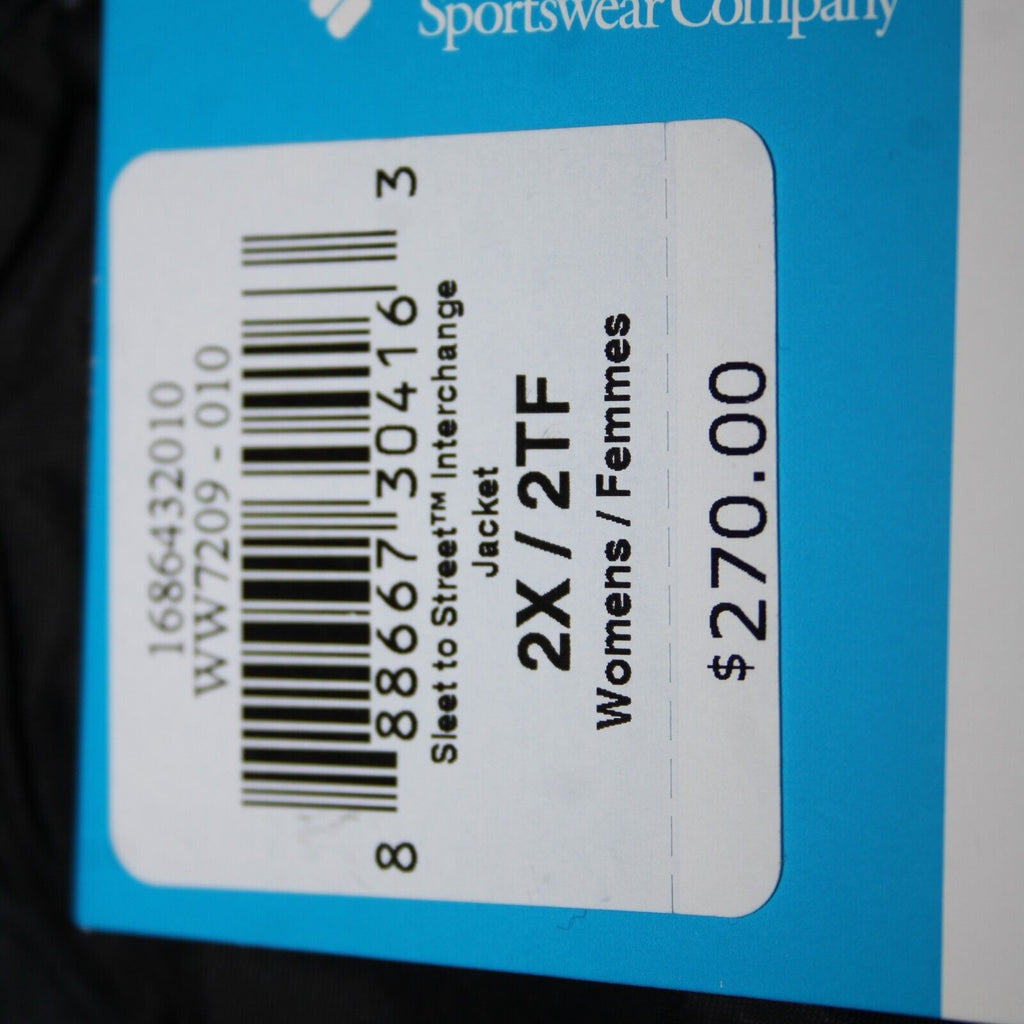 Sportswear Company
1686432010
WW7209 - 010
8 88667 30416 3
Sleet to Street™ Interchange
Jacket
2X / 2TF
Womens / Femmes
$270.00